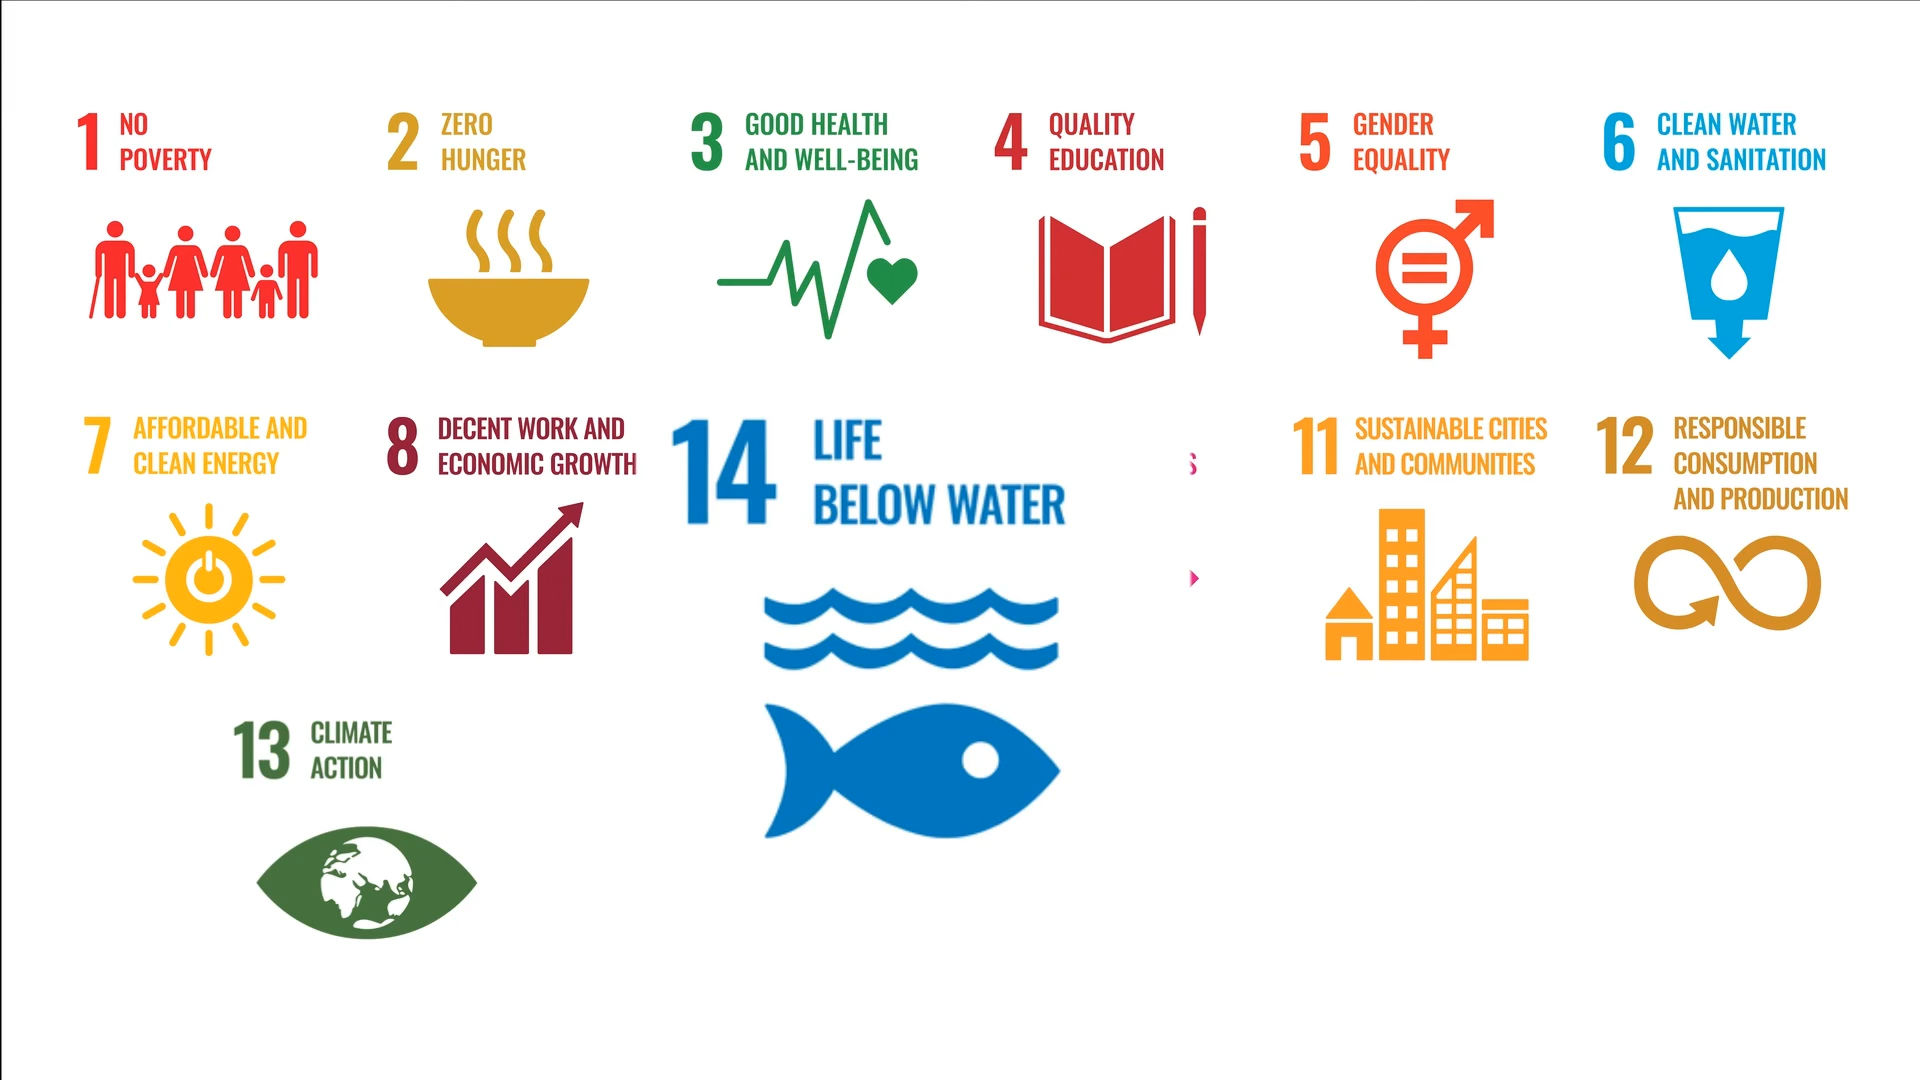 1 NO
POVERTY
2 ZERO
HUNGER
3 GOOD HEALTH
AND WELL-BEING
4 QUALITY
EDUCATION
5 GENDER
EQUALITY
6 CLEAN WATER
AND SANITATION
7 AFFORDABLE AND
CLEAN ENERGY
8 DECENT WORK AND
ECONOMIC GROWTH
14 LIFE
BELOW WATER
11 SUSTAINABLE CITIES
AND COMMUNITIES
12 RESPONSIBLE
CONSUMPTION
AND PRODUCTION
13 CLIMATE
ACTION